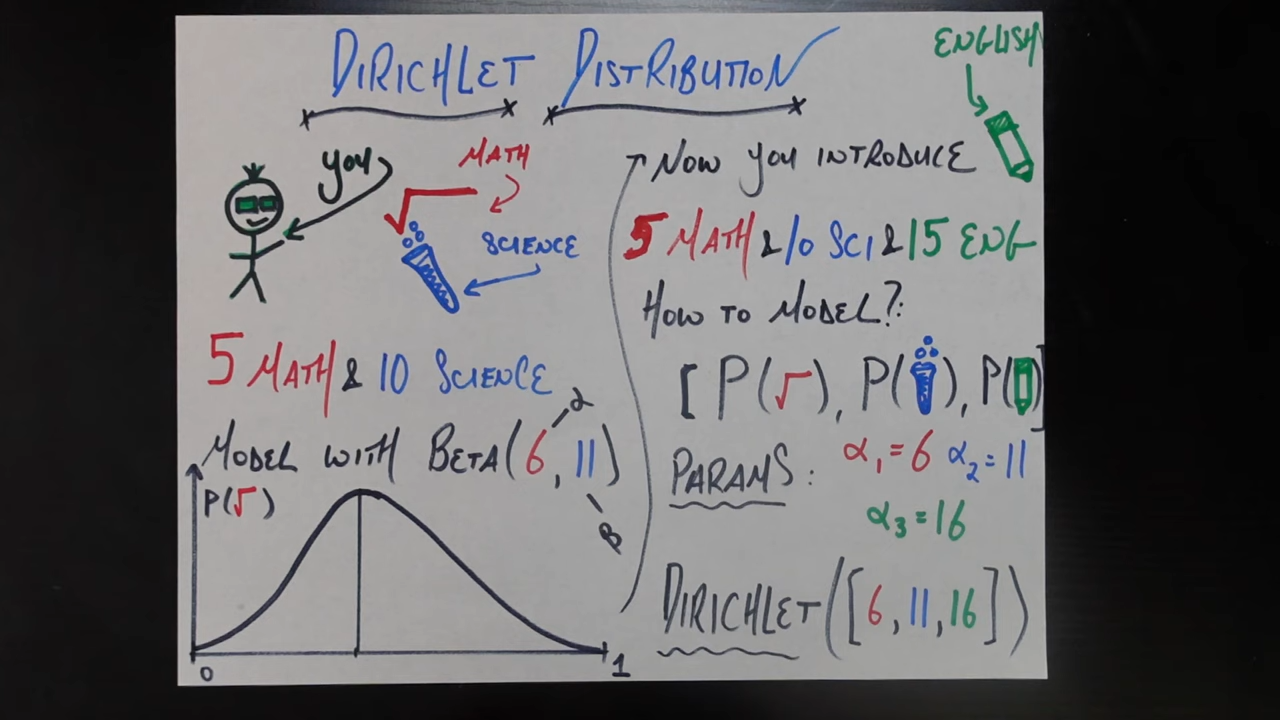 DIRICHLET DISTRIBUTION
ENGLISH
YOU
MATH
SCIENCE
5 MATH & 10 SCIENCE
MODEL WITH BETA(6, 11)
α
β
P(√)
0
1
NOW YOU INTRODUCE
5 MATH & 10 SCI & 15 ENG
HOW TO MODEL?:
[P(√), P( ), P( )]
PARAMS: α₁=6 α₂=11
α₃=16
DIRICHLET([6, 11, 16])